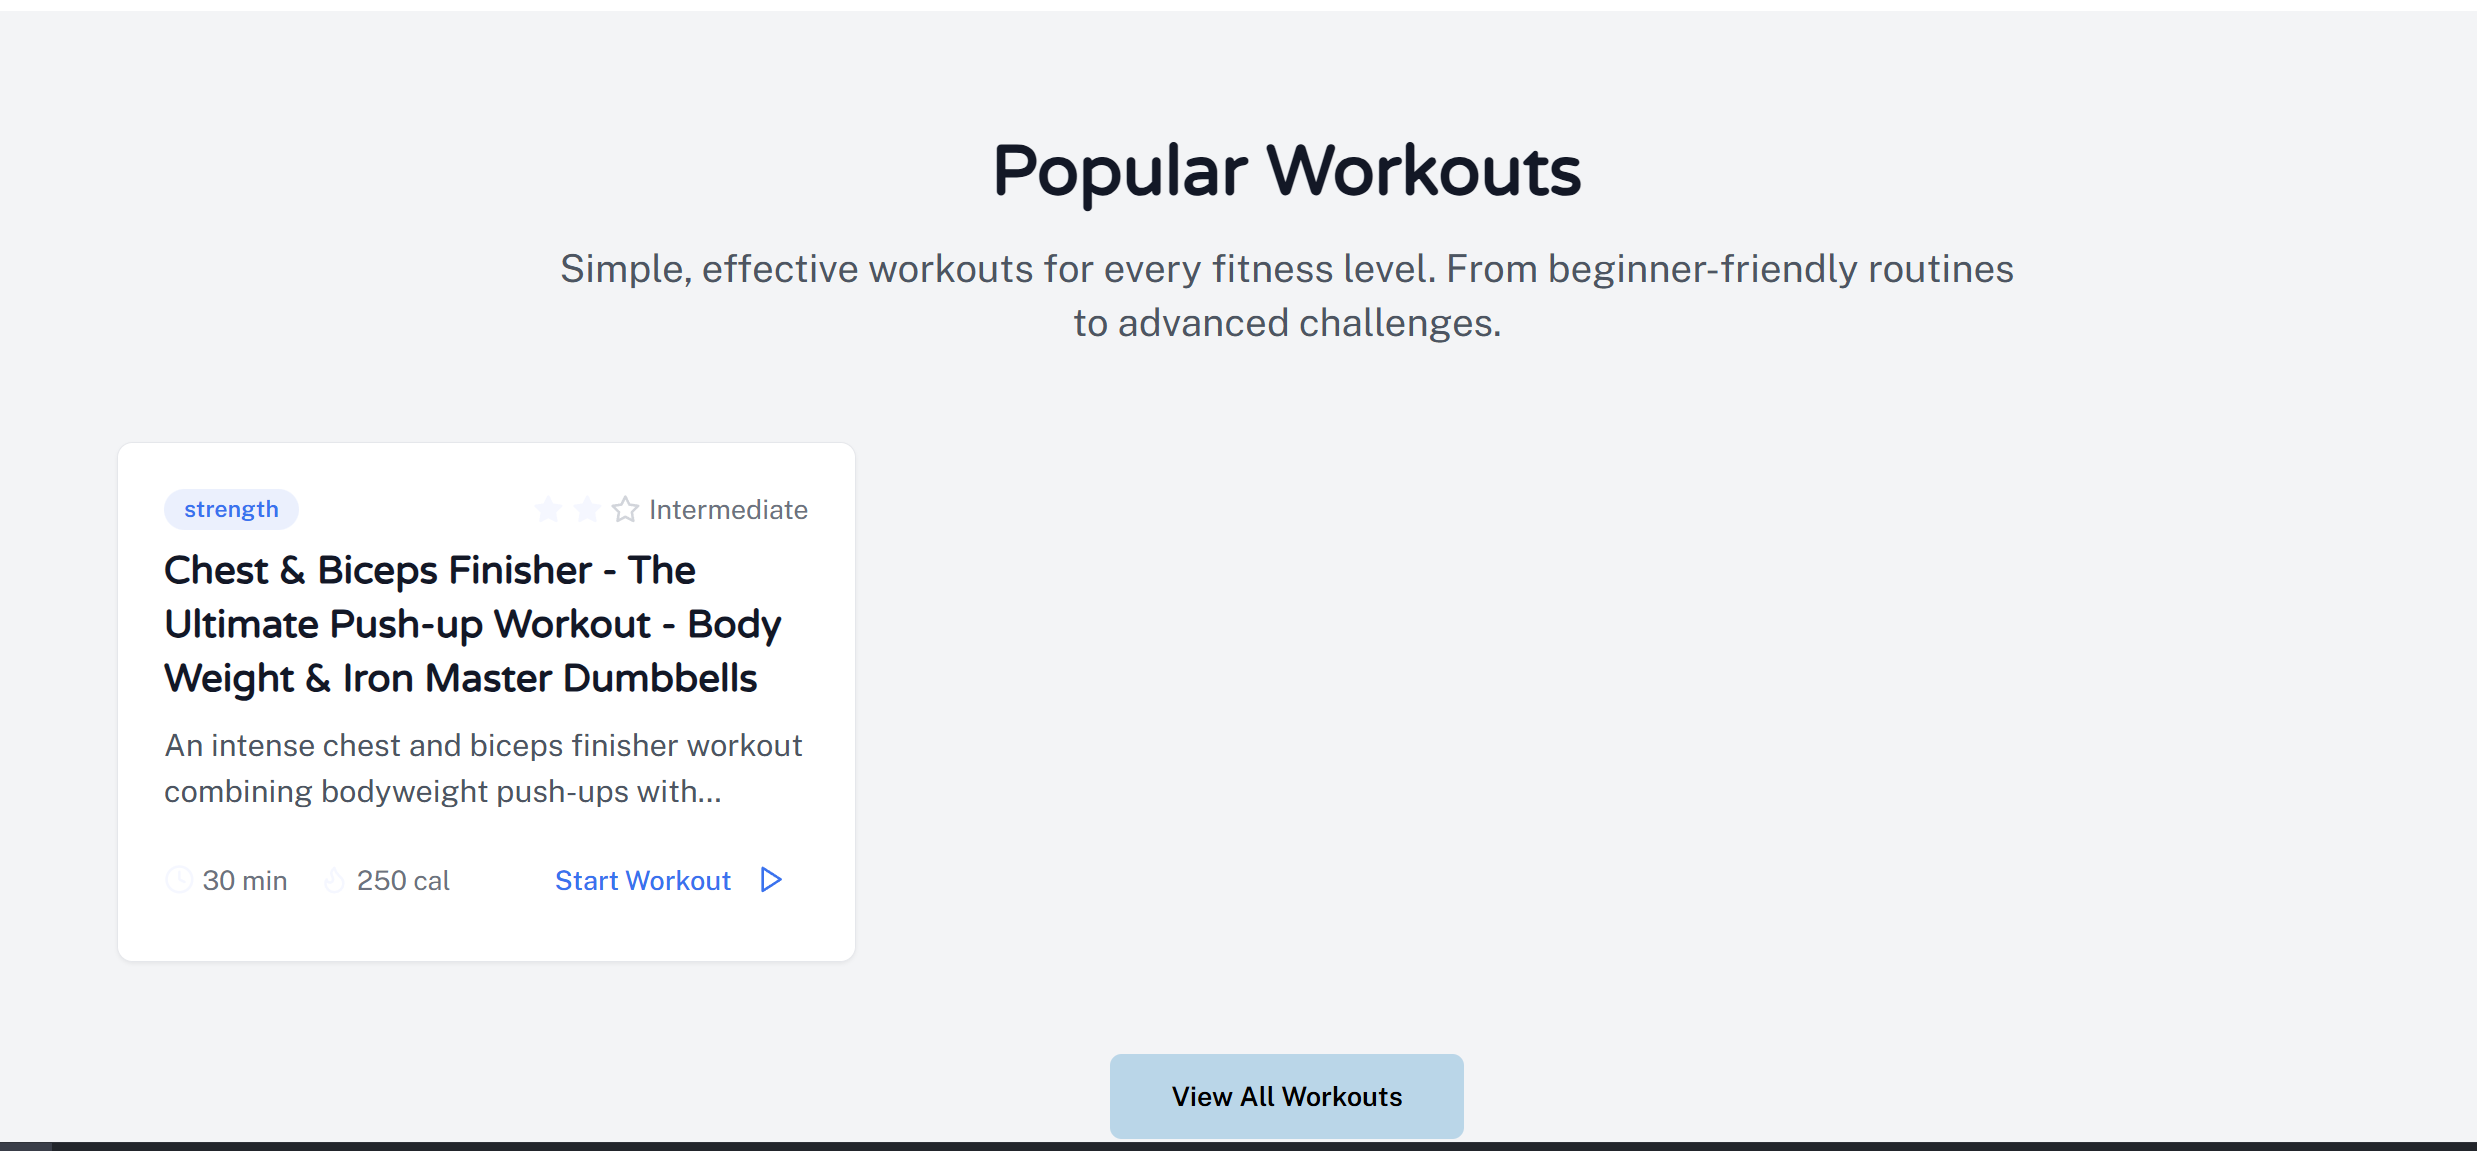 Popular Workouts
Simple, effective workouts for every fitness level. From beginner-friendly routines
to advanced challenges.
strength
Intermediate
Chest & Biceps Finisher - The
Ultimate Push-up Workout - Body
Weight & Iron Master Dumbbells
An intense chest and biceps finisher workout
combining bodyweight push-ups with...
30 min
250 cal
Start Workout
View All Workouts